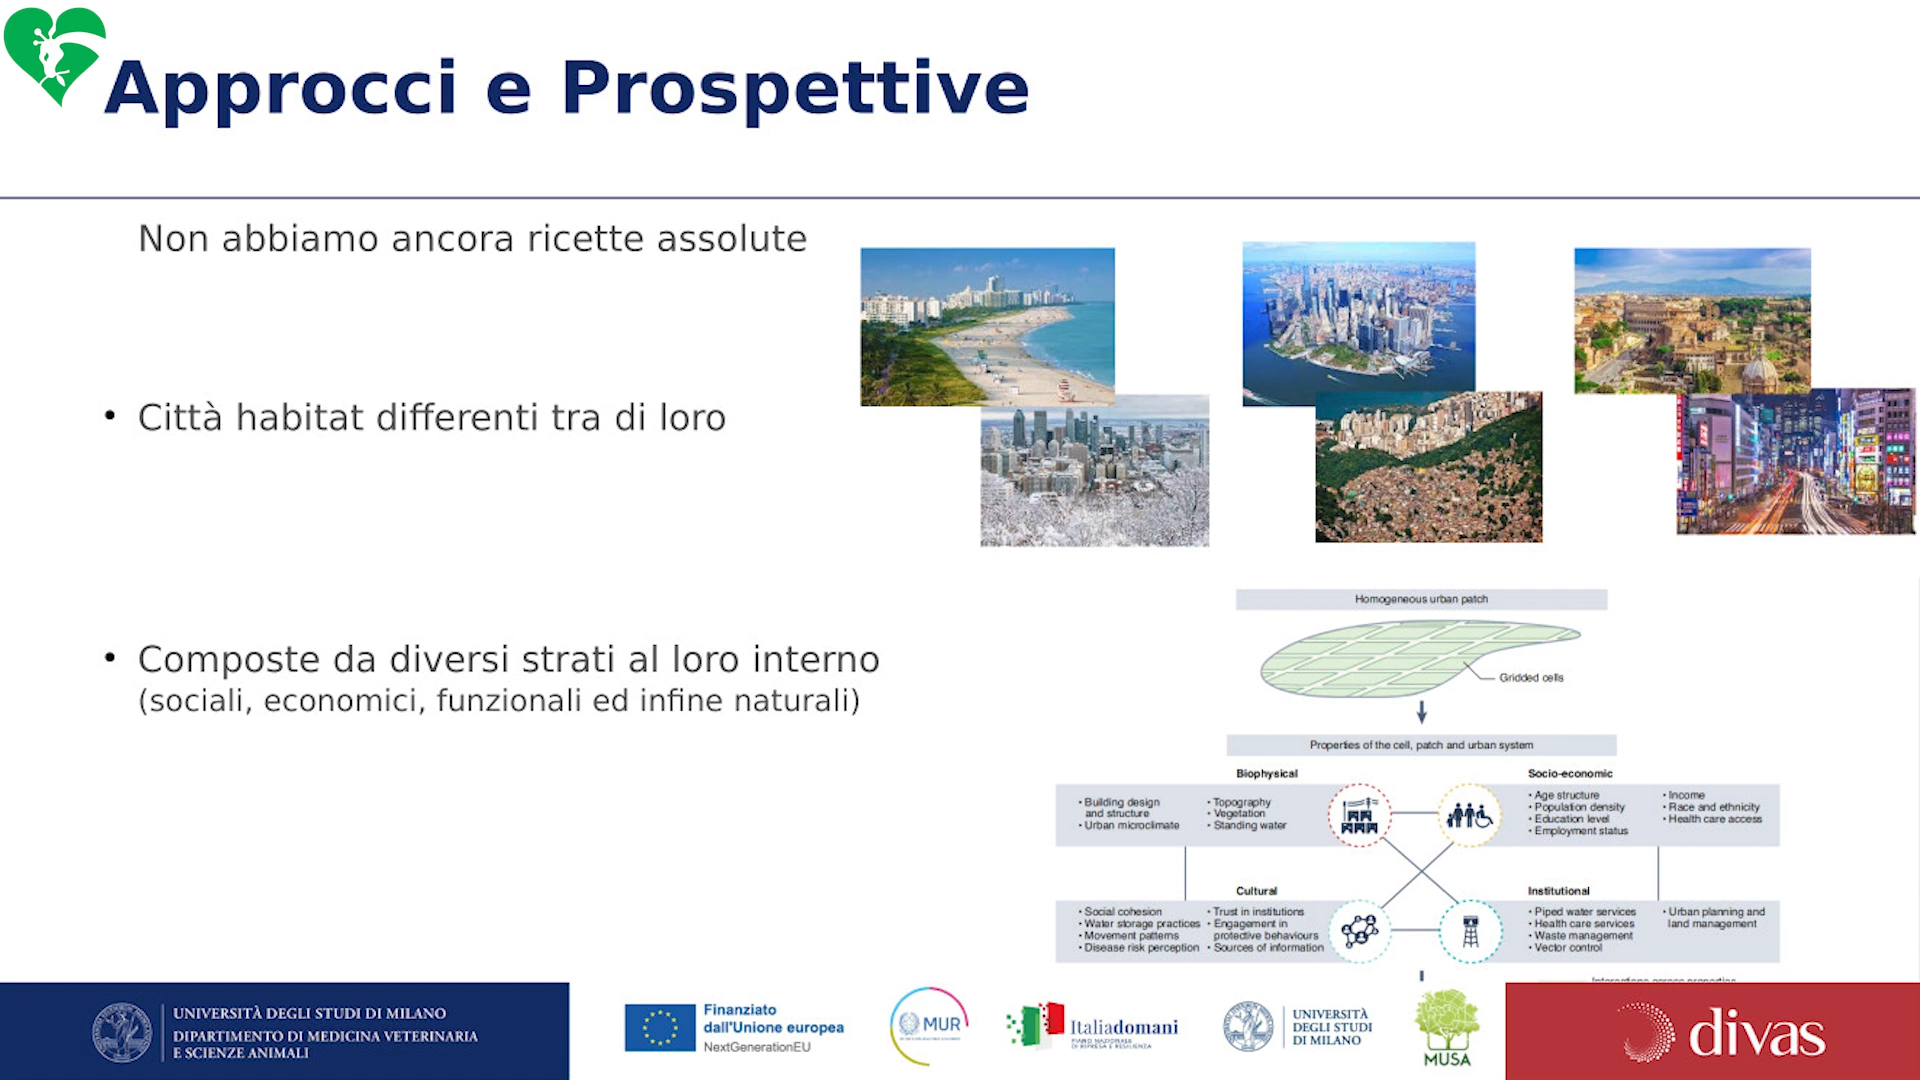 Approcci e Prospettive
Non abbiamo ancora ricette assolute
• Città habitat differenti tra di loro
• Composte da diversi strati al loro interno
(sociali, economici, funzionali ed infine naturali)
Homogeneous urban patch
Gridded cells
Properties of the cell, patch and urban system
Biophysical
• Building design
and structure
• Urban microclimate
• Topography
• Vegetation
• Standing water
Socio-economic
• Age structure
• Population density
• Education level
• Employment status
• Income
• Race and ethnicity
• Health care access
Cultural
• Social cohesion
• Water storage practices
• Movement patterns
• Disease risk perception
• Trust in institutions
• Engagement in
protective behaviours
• Sources of information
Institutional
• Piped water services
• Health care services
• Waste management
• Vector control
• Urban planning and
land management
UNIVERSITÀ DEGLI STUDI DI MILANO
DIPARTIMENTO DI MEDICINA VETERINARIA
E SCIENZE ANIMALI
Finanziato
dall'Unione europea
NextGenerationEU
MUR
Italiadomani
PIANO NAZIONALE
DI RIPRESA E RESILIENZA
UNIVERSITÀ
DEGLI STUDI
DI MILANO
MUSA
divas